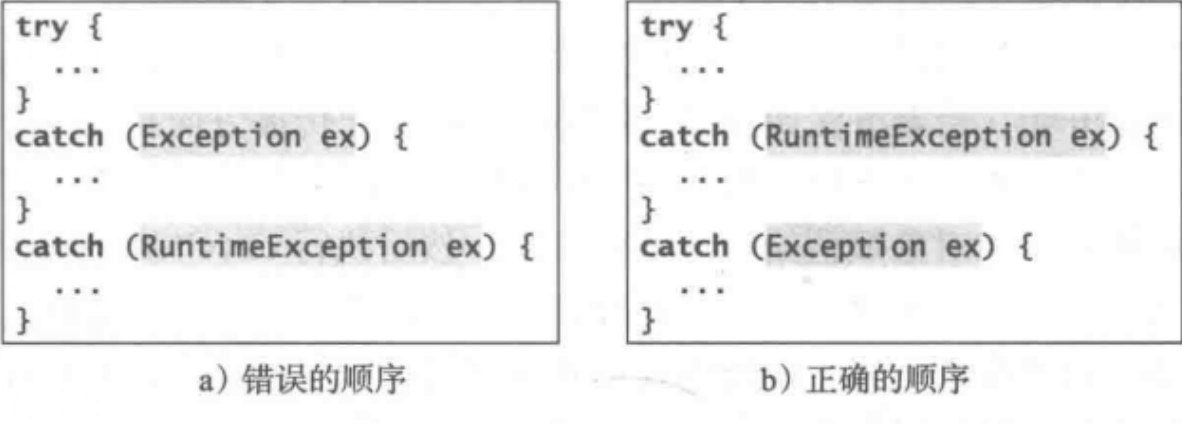 try {
  ...
}
catch (Exception ex) {
  ...
}
catch (RuntimeException ex) {
  ...
}
a) 错误的顺序
try {
  ...
}
catch (RuntimeException ex) {
  ...
}
catch (Exception ex) {
  ...
}
b) 正确的顺序